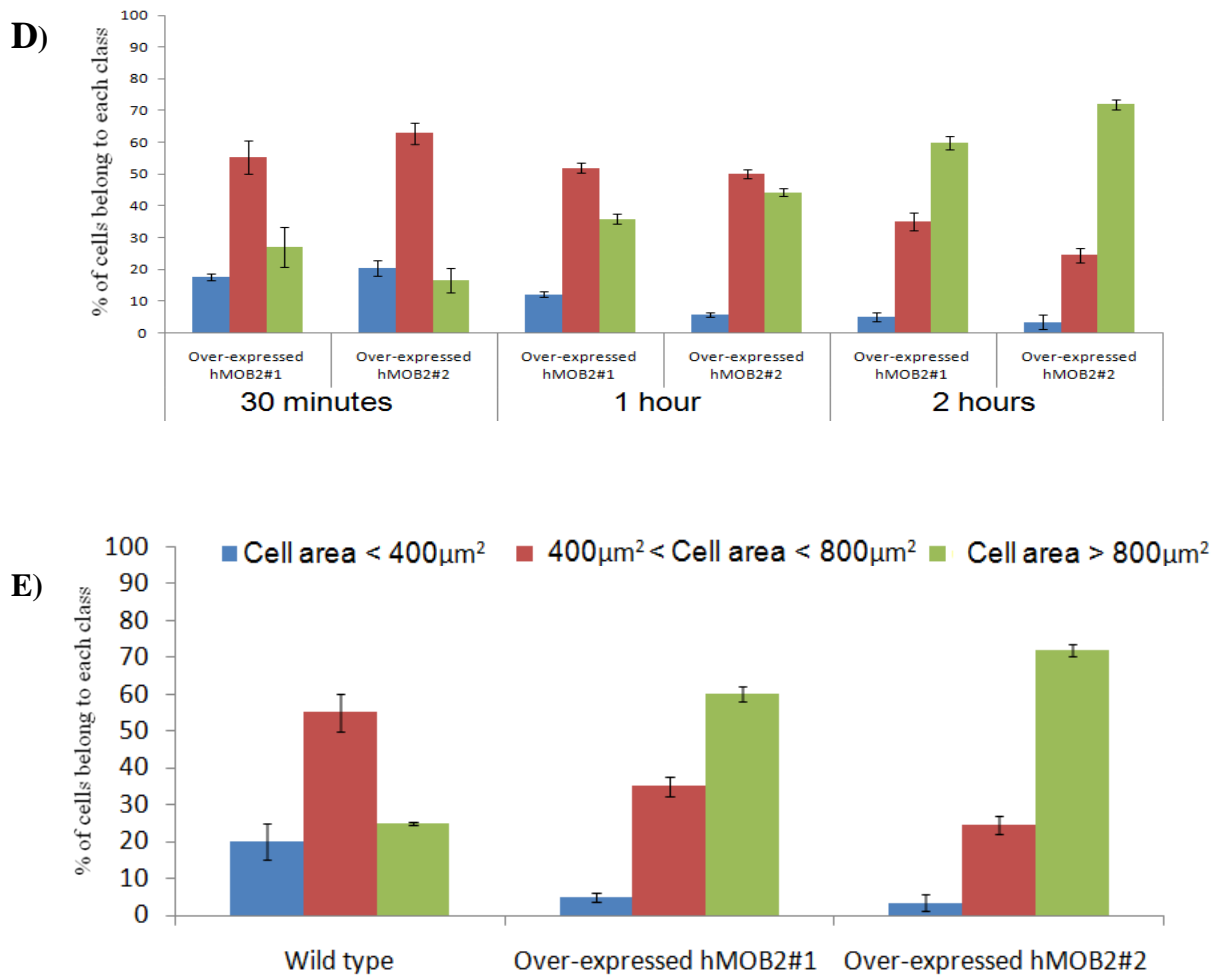 D)
% of cells belong to each class
100
90
80
70
60
50
40
30
20
10
0
Over-expressed hMOB2#1
Over-expressed hMOB2#2
Over-expressed hMOB2#1
Over-expressed hMOB2#2
Over-expressed hMOB2#1
Over-expressed hMOB2#2
30 minutes
1 hour
2 hours
E)
% of cells belong to each class
100
90
80
70
60
50
40
30
20
10
0
Cell area < 400µm²
400µm² < Cell area < 800µm²
Cell area > 800µm²
Wild type
Over-expressed hMOB2#1
Over-expressed hMOB2#2